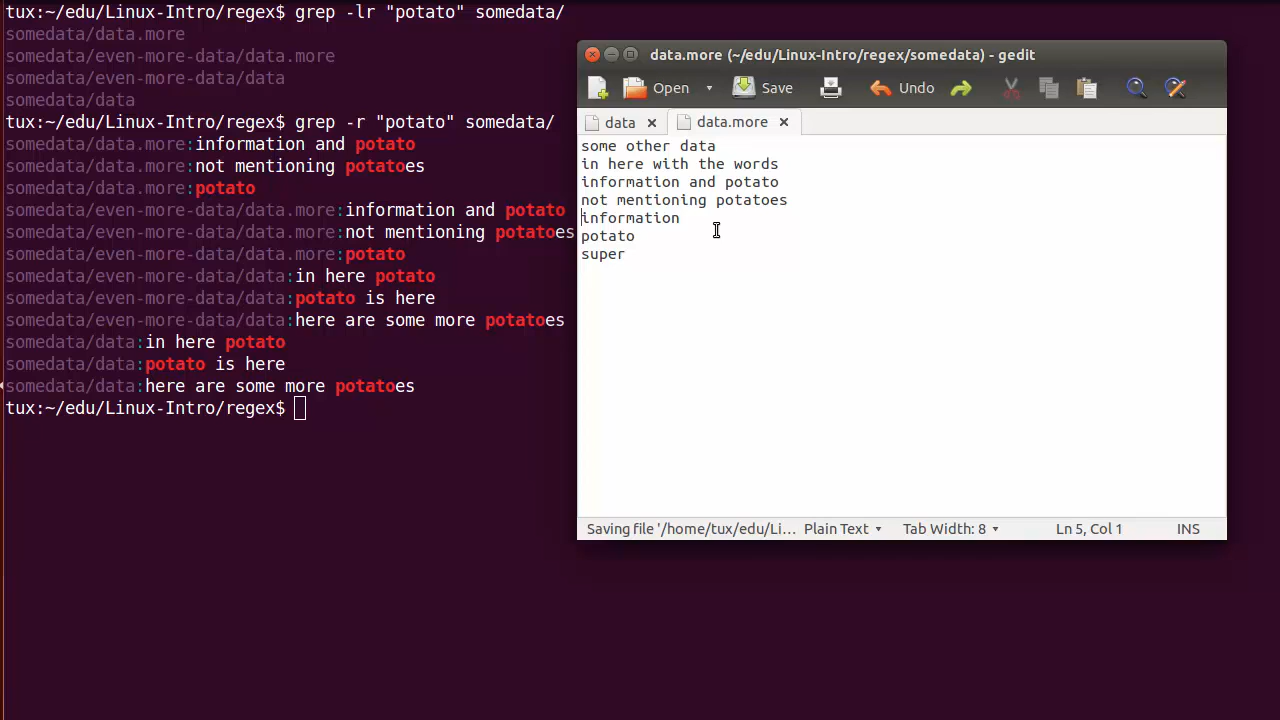 tux:~/edu/Linux-Intro/regex$ grep -lr "potato" somedata/
somedata/data.more
somedata/even-more-data/data.more
somedata/even-more-data/data
somedata/data
tux:~/edu/Linux-Intro/regex$ grep -r "potato" somedata/
somedata/data.more:information and potato
somedata/data.more:not mentioning potatoes
somedata/data.more:potato
somedata/even-more-data/data.more:information and potato
somedata/even-more-data/data.more:not mentioning potatoes
somedata/even-more-data/data.more:potato
somedata/even-more-data/data:in here potato
somedata/even-more-data/data:potato is here
somedata/even-more-data/data:here are some more potatoes
somedata/data:in here potato
somedata/data:potato is here
somedata/data:here are some more potatoes
tux:~/edu/Linux-Intro/regex$
data.more (~/edu/Linux-Intro/regex/somedata) - gedit
Open Save Undo
data data.more
some other data
in here with the words
information and potato
not mentioning potatoes
information
potato
super
Saving file '/home/tux/edu/Li... Plain Text Tab Width: 8 Ln 5, Col 1 INS